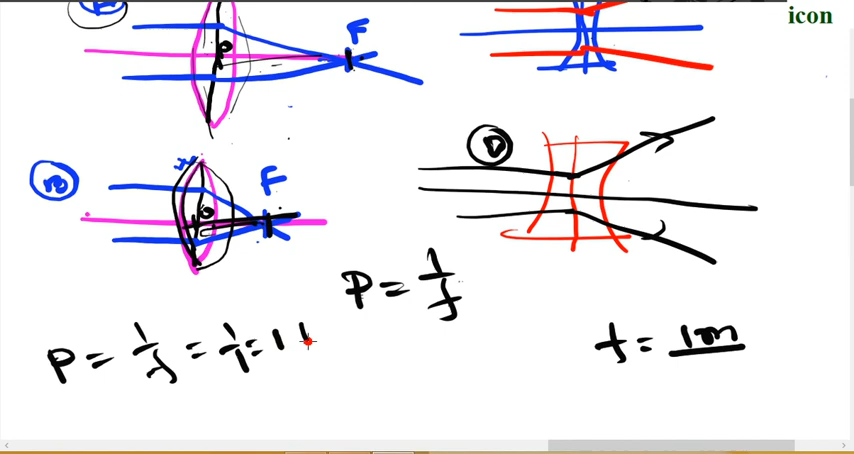 icon
F
P
F
B
D
O
P = 1/f
P = 1/f = 1/1 = 1
f = 1m